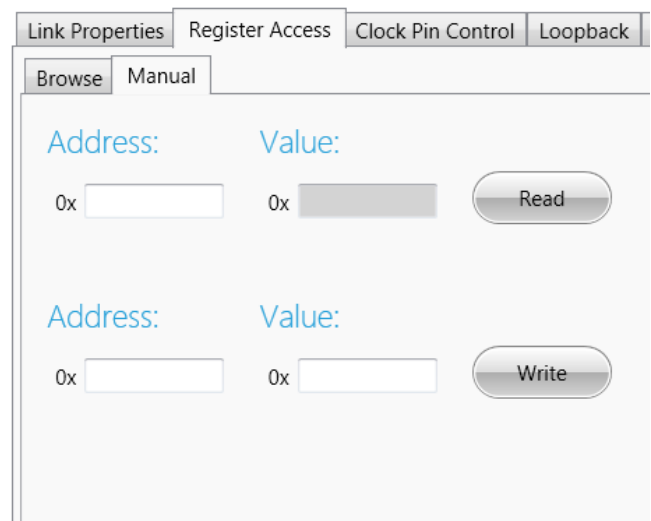 Link Properties Register Access Clock Pin Control Loopback
Browse Manual
Address: Value:
0x 0x Read
Address: Value:
0x 0x Write